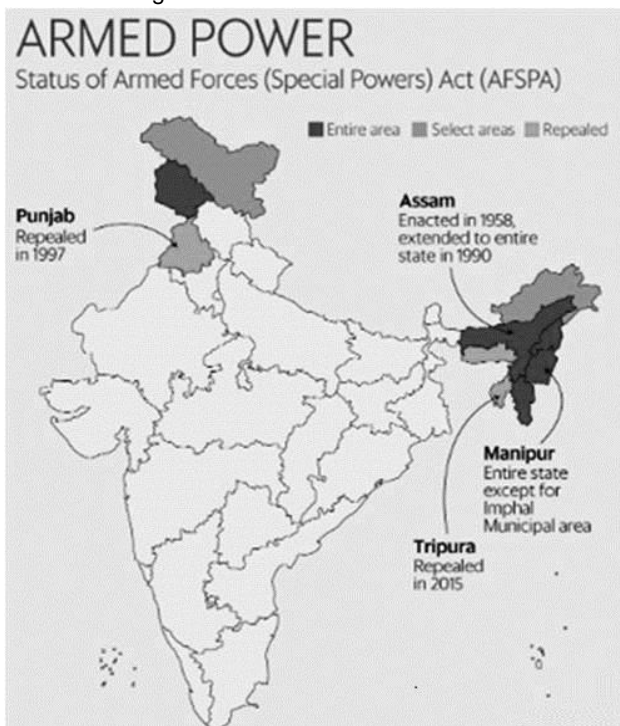 ARMED POWER
Status of Armed Forces (Special Powers) Act (AFSPA)
Entire area Select areas Repealed
Punjab
Repealed
in 1997
Assam
Enacted in 1958,
extended to entire
state in 1990
Manipur
Entire state
except for
Imphal
Municipal area
Tripura
Repealed
in 2015